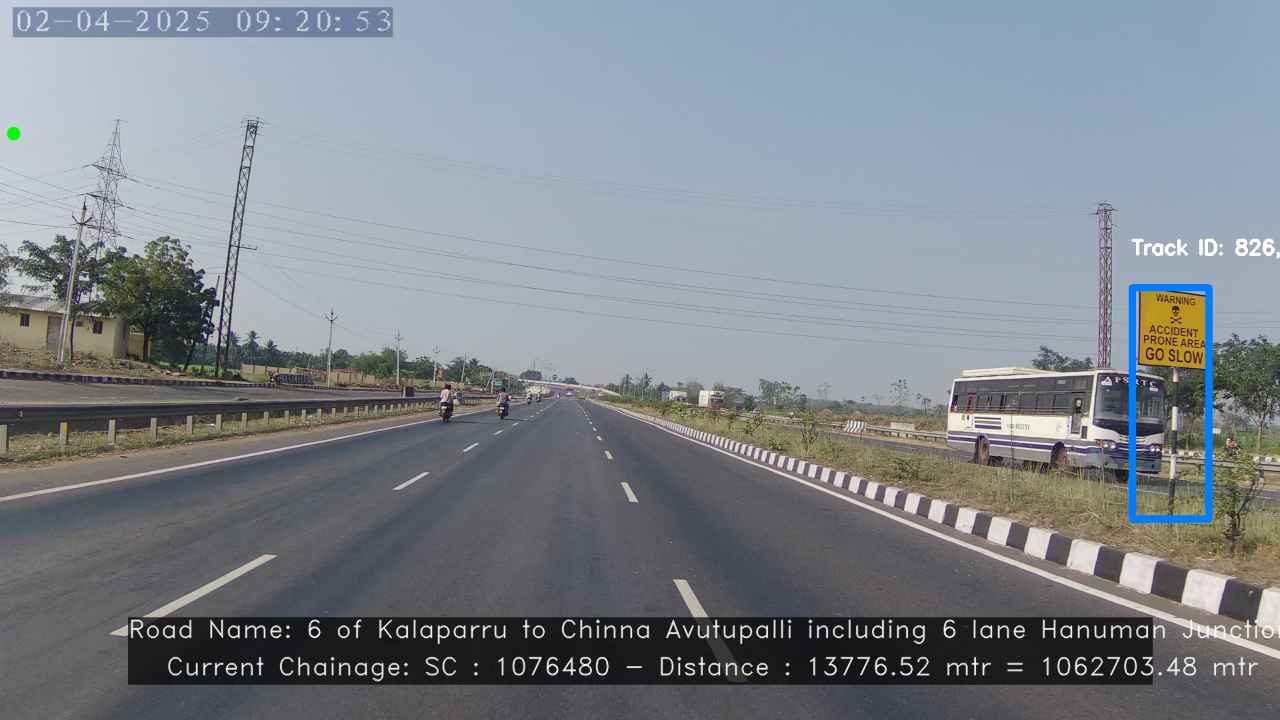 02-04-2025 09:20:53
Track ID: 826,
WARNING
ACCIDENT
PRONE AREA
GO SLOW
Road Name: 6 of Kalaparru to Chinna Avutupalli including 6 lane Hanuman Junction
Current Chainage: SC : 1076480 - Distance : 13776.52 mtr = 1062703.48 mtr